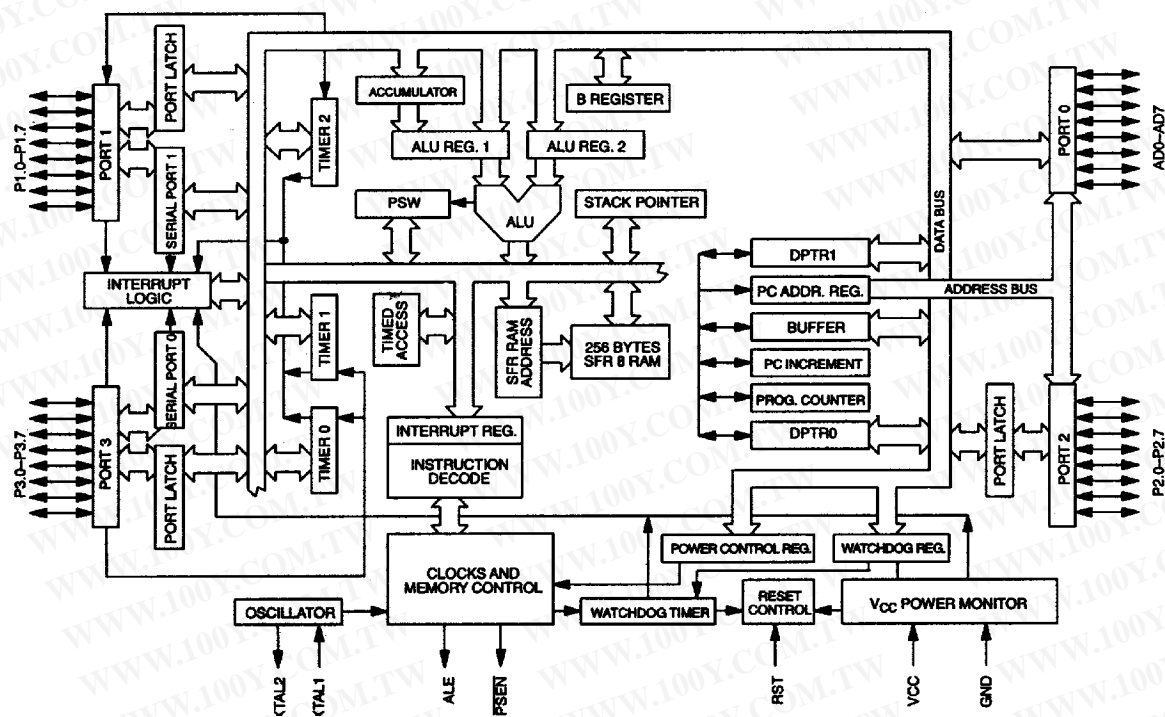 PORT LATCH
ACCUMULATOR
B REGISTER
PORT 1
P1.0–P1.7
TIMER 2
ALU REG. 1
ALU REG. 2
PORT 0
AD0–AD7
SERIAL PORT 1
PSW
ALU
STACK POINTER
DATA BUS
INTERRUPT
LOGIC
DPTR1
PC ADDR. REG.
ADDRESS BUS
BUFFER
PC INCREMENT
PROG. COUNTER
DPTR0
TIMER 1
TIMED
ACCESS
SFR RAM
ADDRESS
256 BYTES
SFR 8 RAM
SERIAL PORT 0
PORT 3
P3.0–P3.7
PORT LATCH
TIMER 0
INTERRUPT REG.
INSTRUCTION
DECODE
PORT LATCH
PORT 2
P2.0–P2.7
POWER CONTROL REG.
WATCHDOG REG.
CLOCKS AND
MEMORY CONTROL
OSCILLATOR
WATCHDOG TIMER
RESET
CONTROL
VCC POWER MONITOR
XTAL2
XTAL1
ALE
PSEN
RST
VCC
GND
WWW.100Y.COM.TW